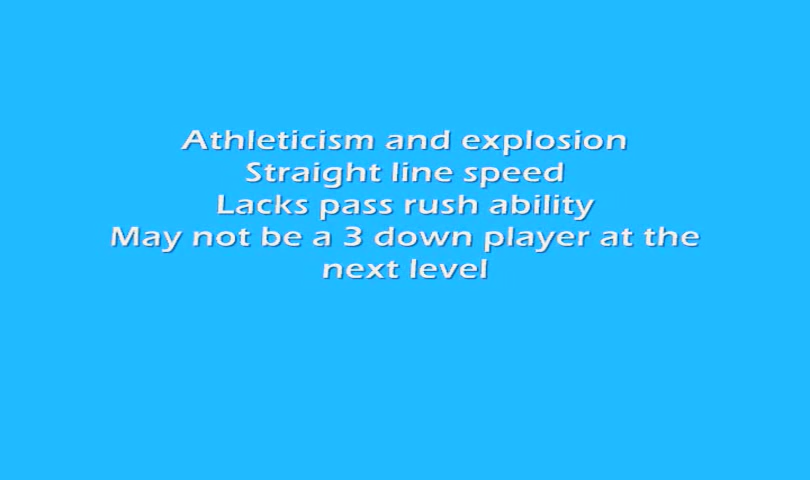 Athleticism and explosion
Straight line speed
Lacks pass rush ability
May not be a 3 down player at the
next level